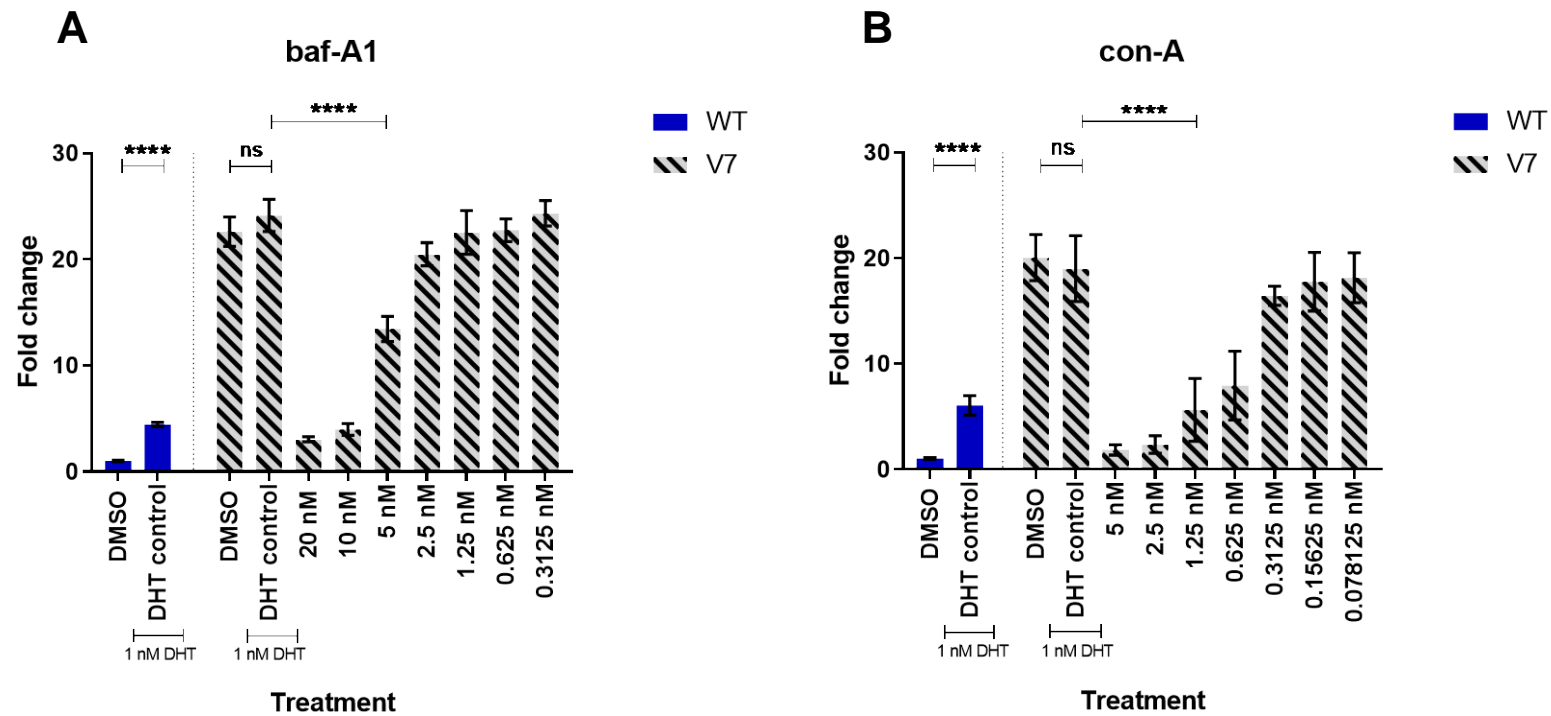 A
baf-A1
****
****
ns
WT
V7
30
20
10
0
Fold change
DMSO
DHT control
DMSO
DHT control
20 nM
10 nM
5 nM
2.5 nM
1.25 nM
0.625 nM
0.3125 nM
1 nM DHT
1 nM DHT
Treatment
B
con-A
****
****
ns
WT
V7
30
20
10
0
Fold change
DMSO
DHT control
DMSO
DHT control
5 nM
2.5 nM
1.25 nM
0.625 nM
0.3125 nM
0.15625 nM
0.078125 nM
1 nM DHT
1 nM DHT
Treatment